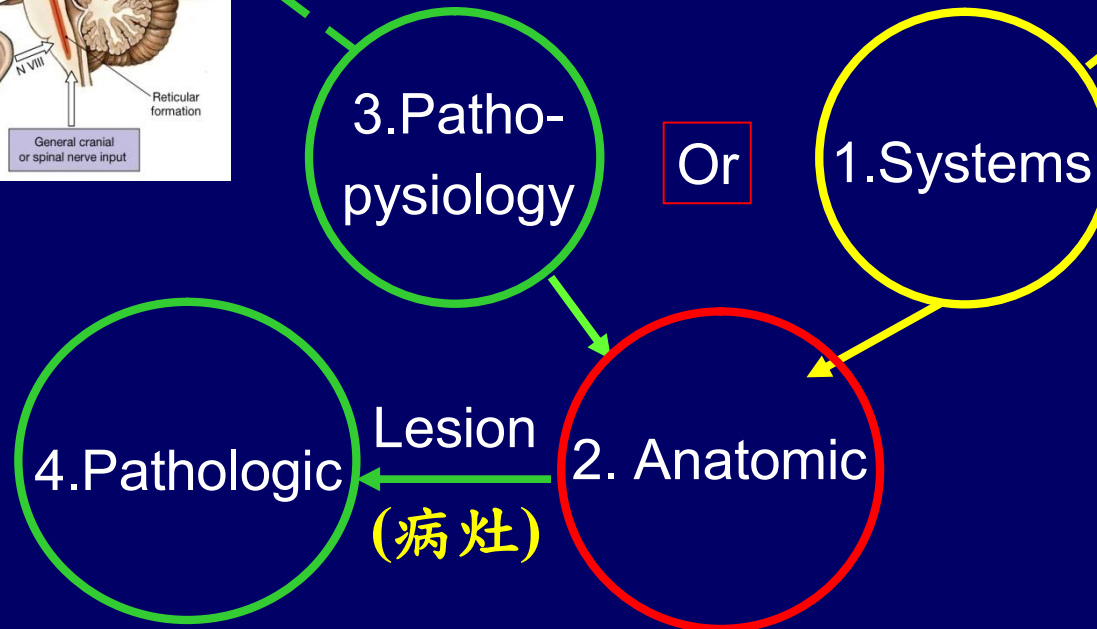 N VIII
Reticular
formation
General cranial
or spinal nerve input
3.Patho-
pysiology
Or
1.Systems
4.Pathologic
Lesion
(病灶)
2. Anatomic